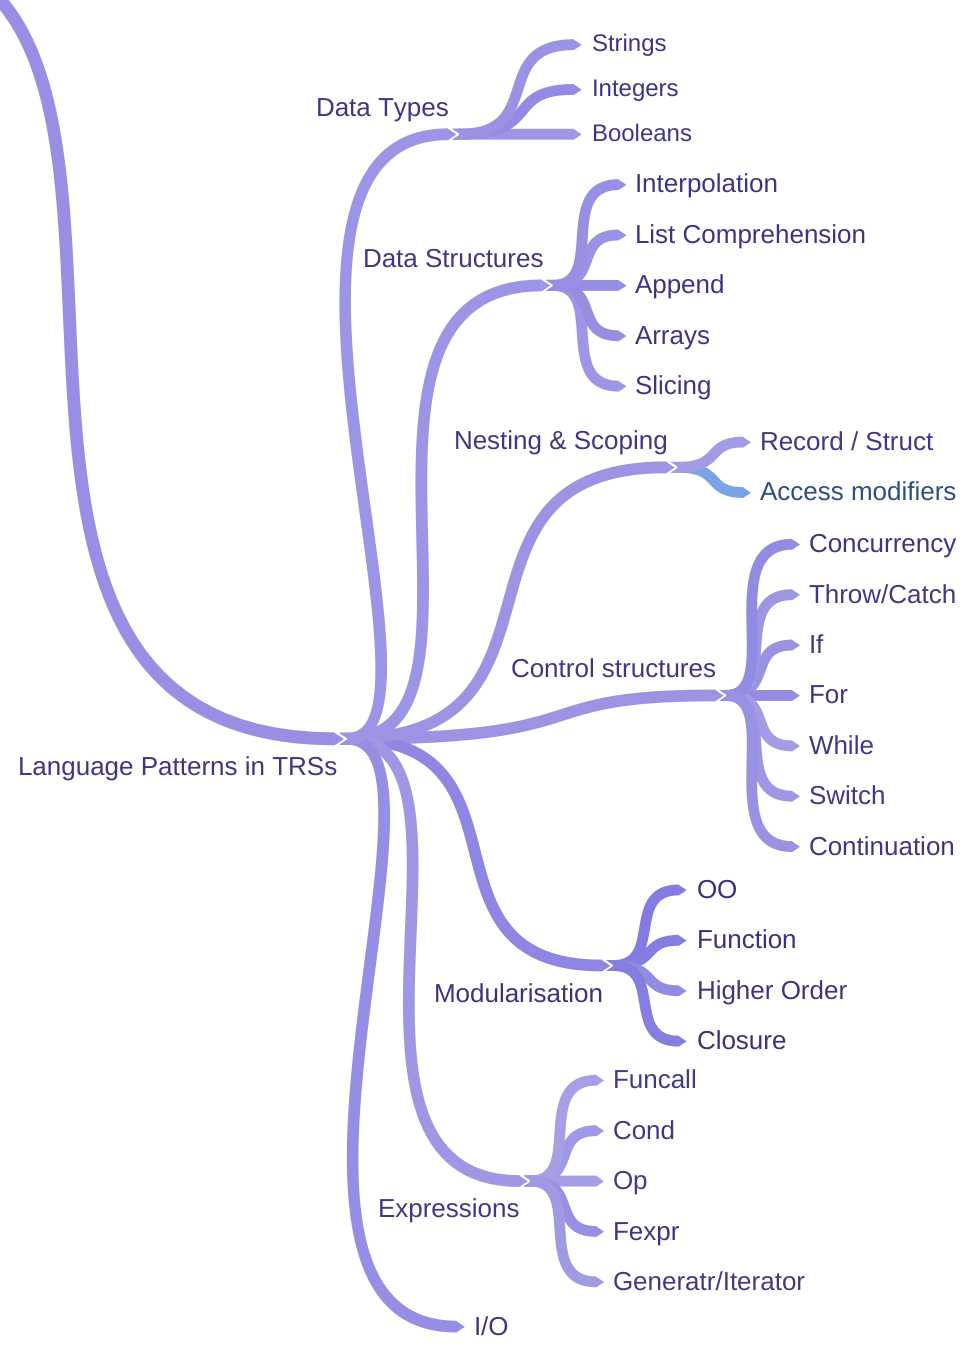 Strings
Data Types
Integers
Booleans
Interpolation
List Comprehension
Data Structures
Append
Arrays
Slicing
Nesting & Scoping
Record / Struct
Access modifiers
Concurrency
Throw/Catch
If
Control structures
For
While
Language Patterns in TRSs
Switch
Continuation
OO
Function
Modularisation
Higher Order
Closure
Funcall
Cond
Op
Expressions
Fexpr
Generatr/Iterator
I/O